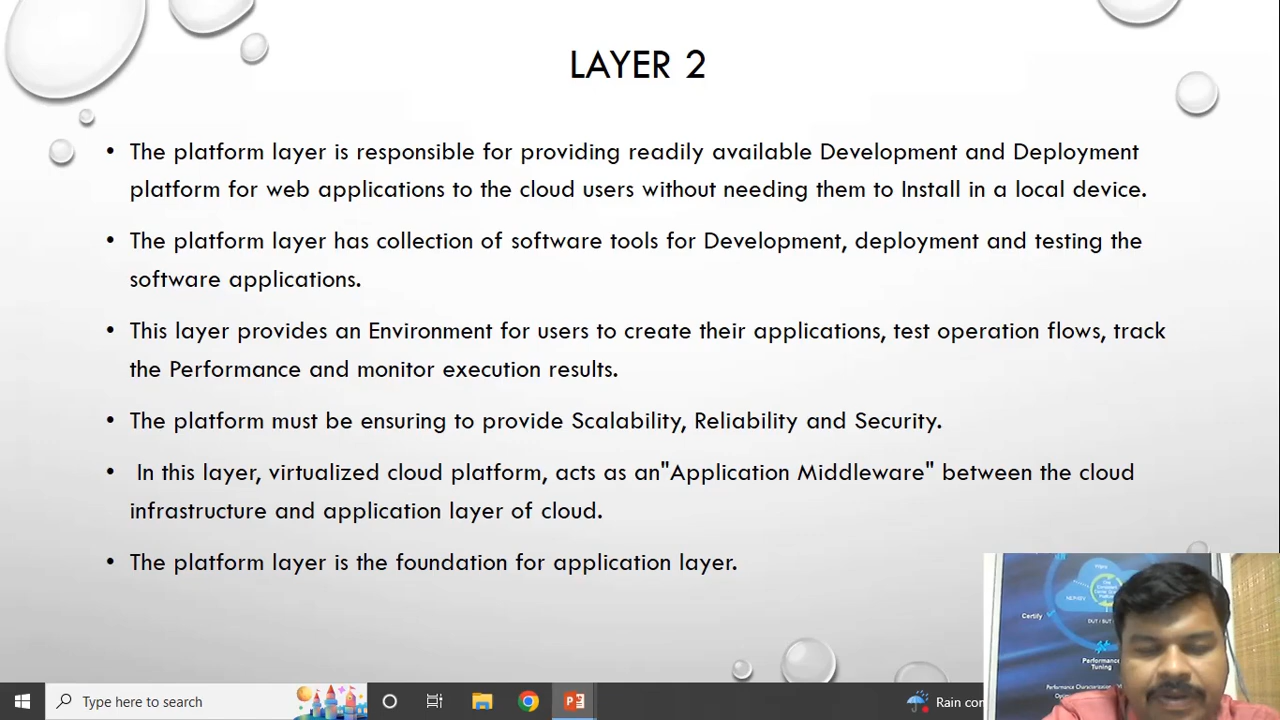 LAYER 2
• The platform layer is responsible for providing readily available Development and Deployment
platform for web applications to the cloud users without needing them to Install in a local device.
• The platform layer has collection of software tools for Development, deployment and testing the
software applications.
• This layer provides an Environment for users to create their applications, test operation flows, track
the Performance and monitor execution results.
• The platform must be ensuring to provide Scalability, Reliability and Security.
• In this layer, virtualized cloud platform, acts as an"Application Middleware" between the cloud
infrastructure and application layer of cloud.
• The platform layer is the foundation for application layer.
Certify
Performance
Tuning
Type here to search
Rain con